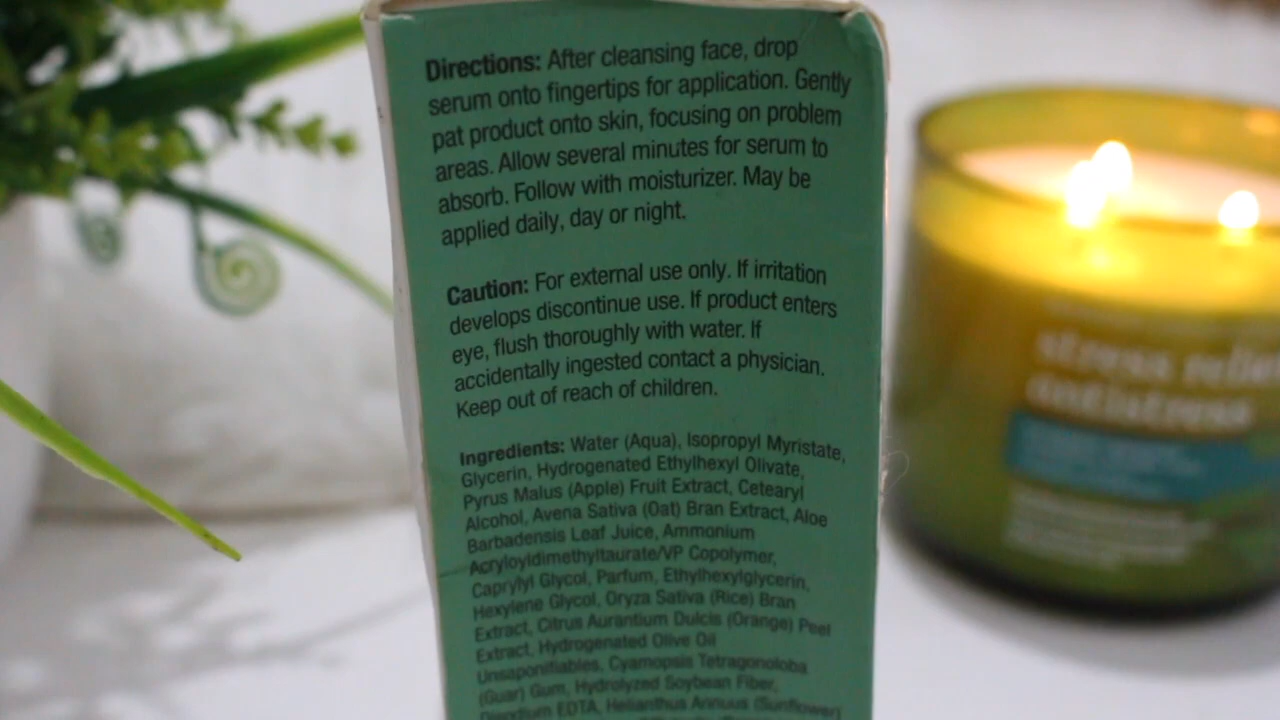 Directions: After cleansing face, drop
serum onto fingertips for application. Gently
pat product onto skin, focusing on problem
areas. Allow several minutes for serum to
absorb. Follow with moisturizer. May be
applied daily, day or night.
Caution: For external use only. If irritation
develops discontinue use. If product enters
eye, flush thoroughly with water. If
accidentally ingested contact a physician.
Keep out of reach of children.
Ingredients: Water (Aqua), Isopropyl Myristate,
Glycerin, Hydrogenated Ethylhexyl Olivate,
Pyrus Malus (Apple) Fruit Extract, Cetearyl
Alcohol, Avena Sativa (Oat) Bran Extract, Aloe
Barbadensis Leaf Juice, Ammonium
Acryloyldimethyltaurate/VP Copolymer,
Caprylyl Glycol, Parfum, Ethylhexylglycerin,
Hexylene Glycol, Oryza Sativa (Rice) Bran
Extract, Citrus Aurantium Dulcis (Orange) Peel
Extract, Hydrogenated Olive Oil
Unsaponifiables, Cyamopsis Tetragonoloba
(Guar) Gum, Hydrolyzed Soybean Fiber,
Disodium EDTA, Helianthus Annuus (Sunflower)
stress relief
antistress